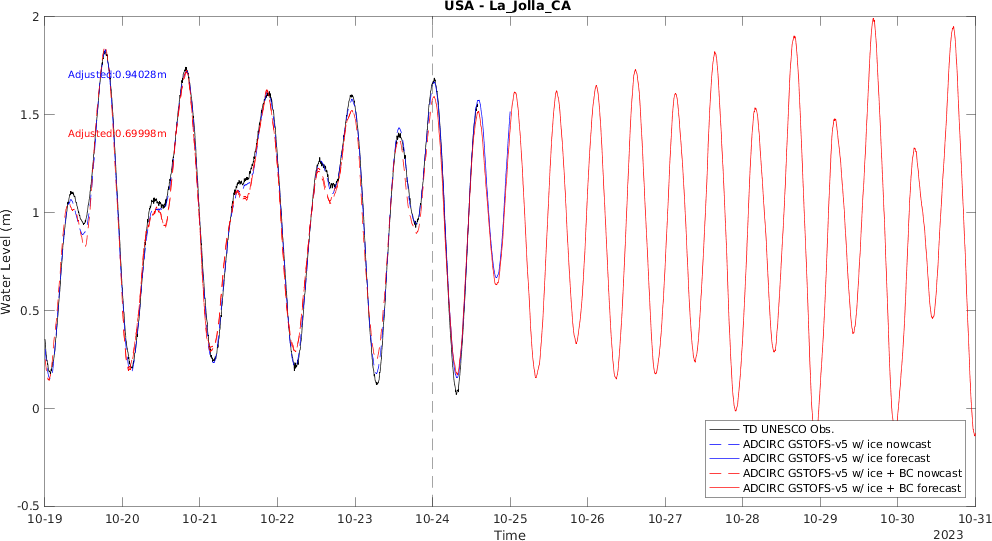 USA - La_Jolla_CA
2
Adjusted:0.94028m
1.5
Adjusted:0.69998m
1
Water Level (m)
0.5
0
-0.5
TD UNESCO Obs.
ADCIRC GSTOFS-v5 w/ ice nowcast
ADCIRC GSTOFS-v5 w/ ice forecast
ADCIRC GSTOFS-v5 w/ ice + BC nowcast
ADCIRC GSTOFS-v5 w/ ice + BC forecast
10-19 10-20 10-21 10-22 10-23 10-24 10-25 10-26 10-27 10-28 10-29 10-30 10-31
Time
2023